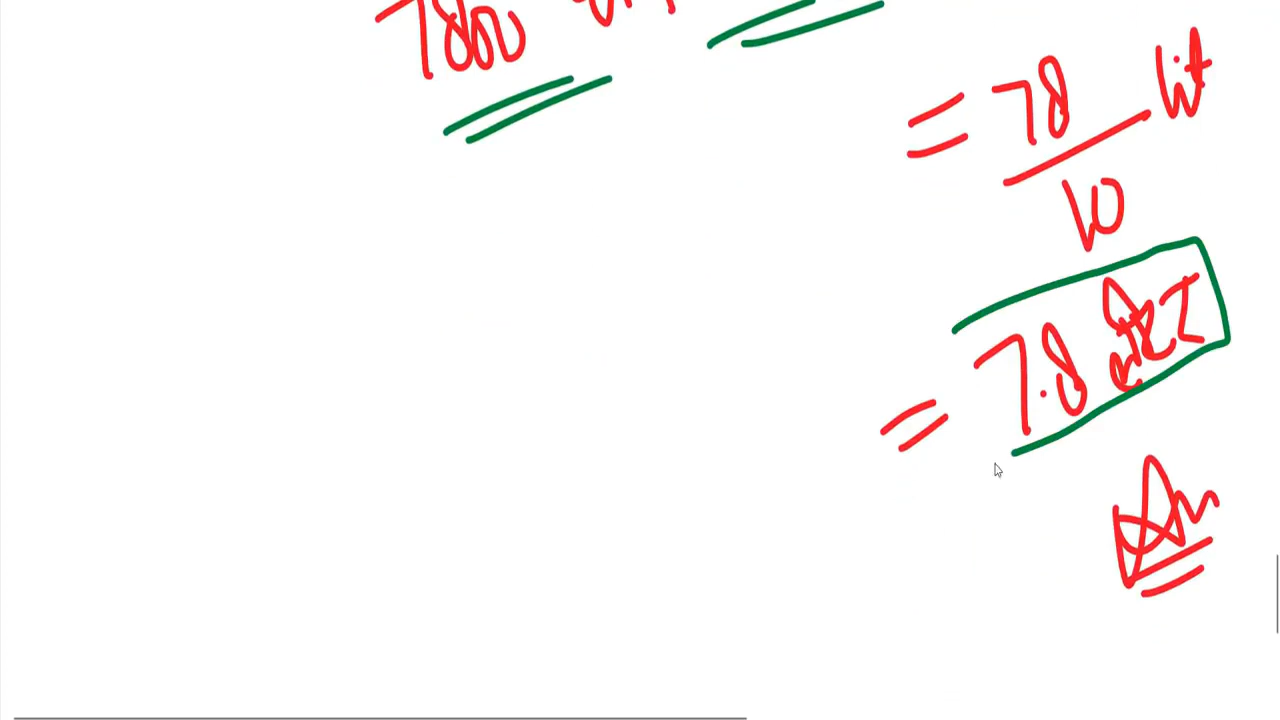 7800
= 78/10 lit
= 7.8
Ans